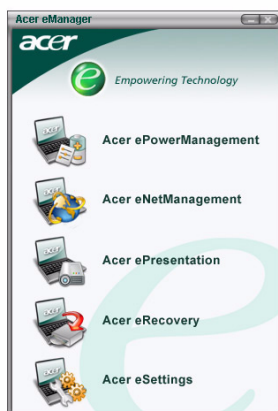 Acer eManager
acer
e Empowering Technology
Acer ePowerManagement
Acer eNetManagement
Acer ePresentation
Acer eRecovery
Acer eSettings